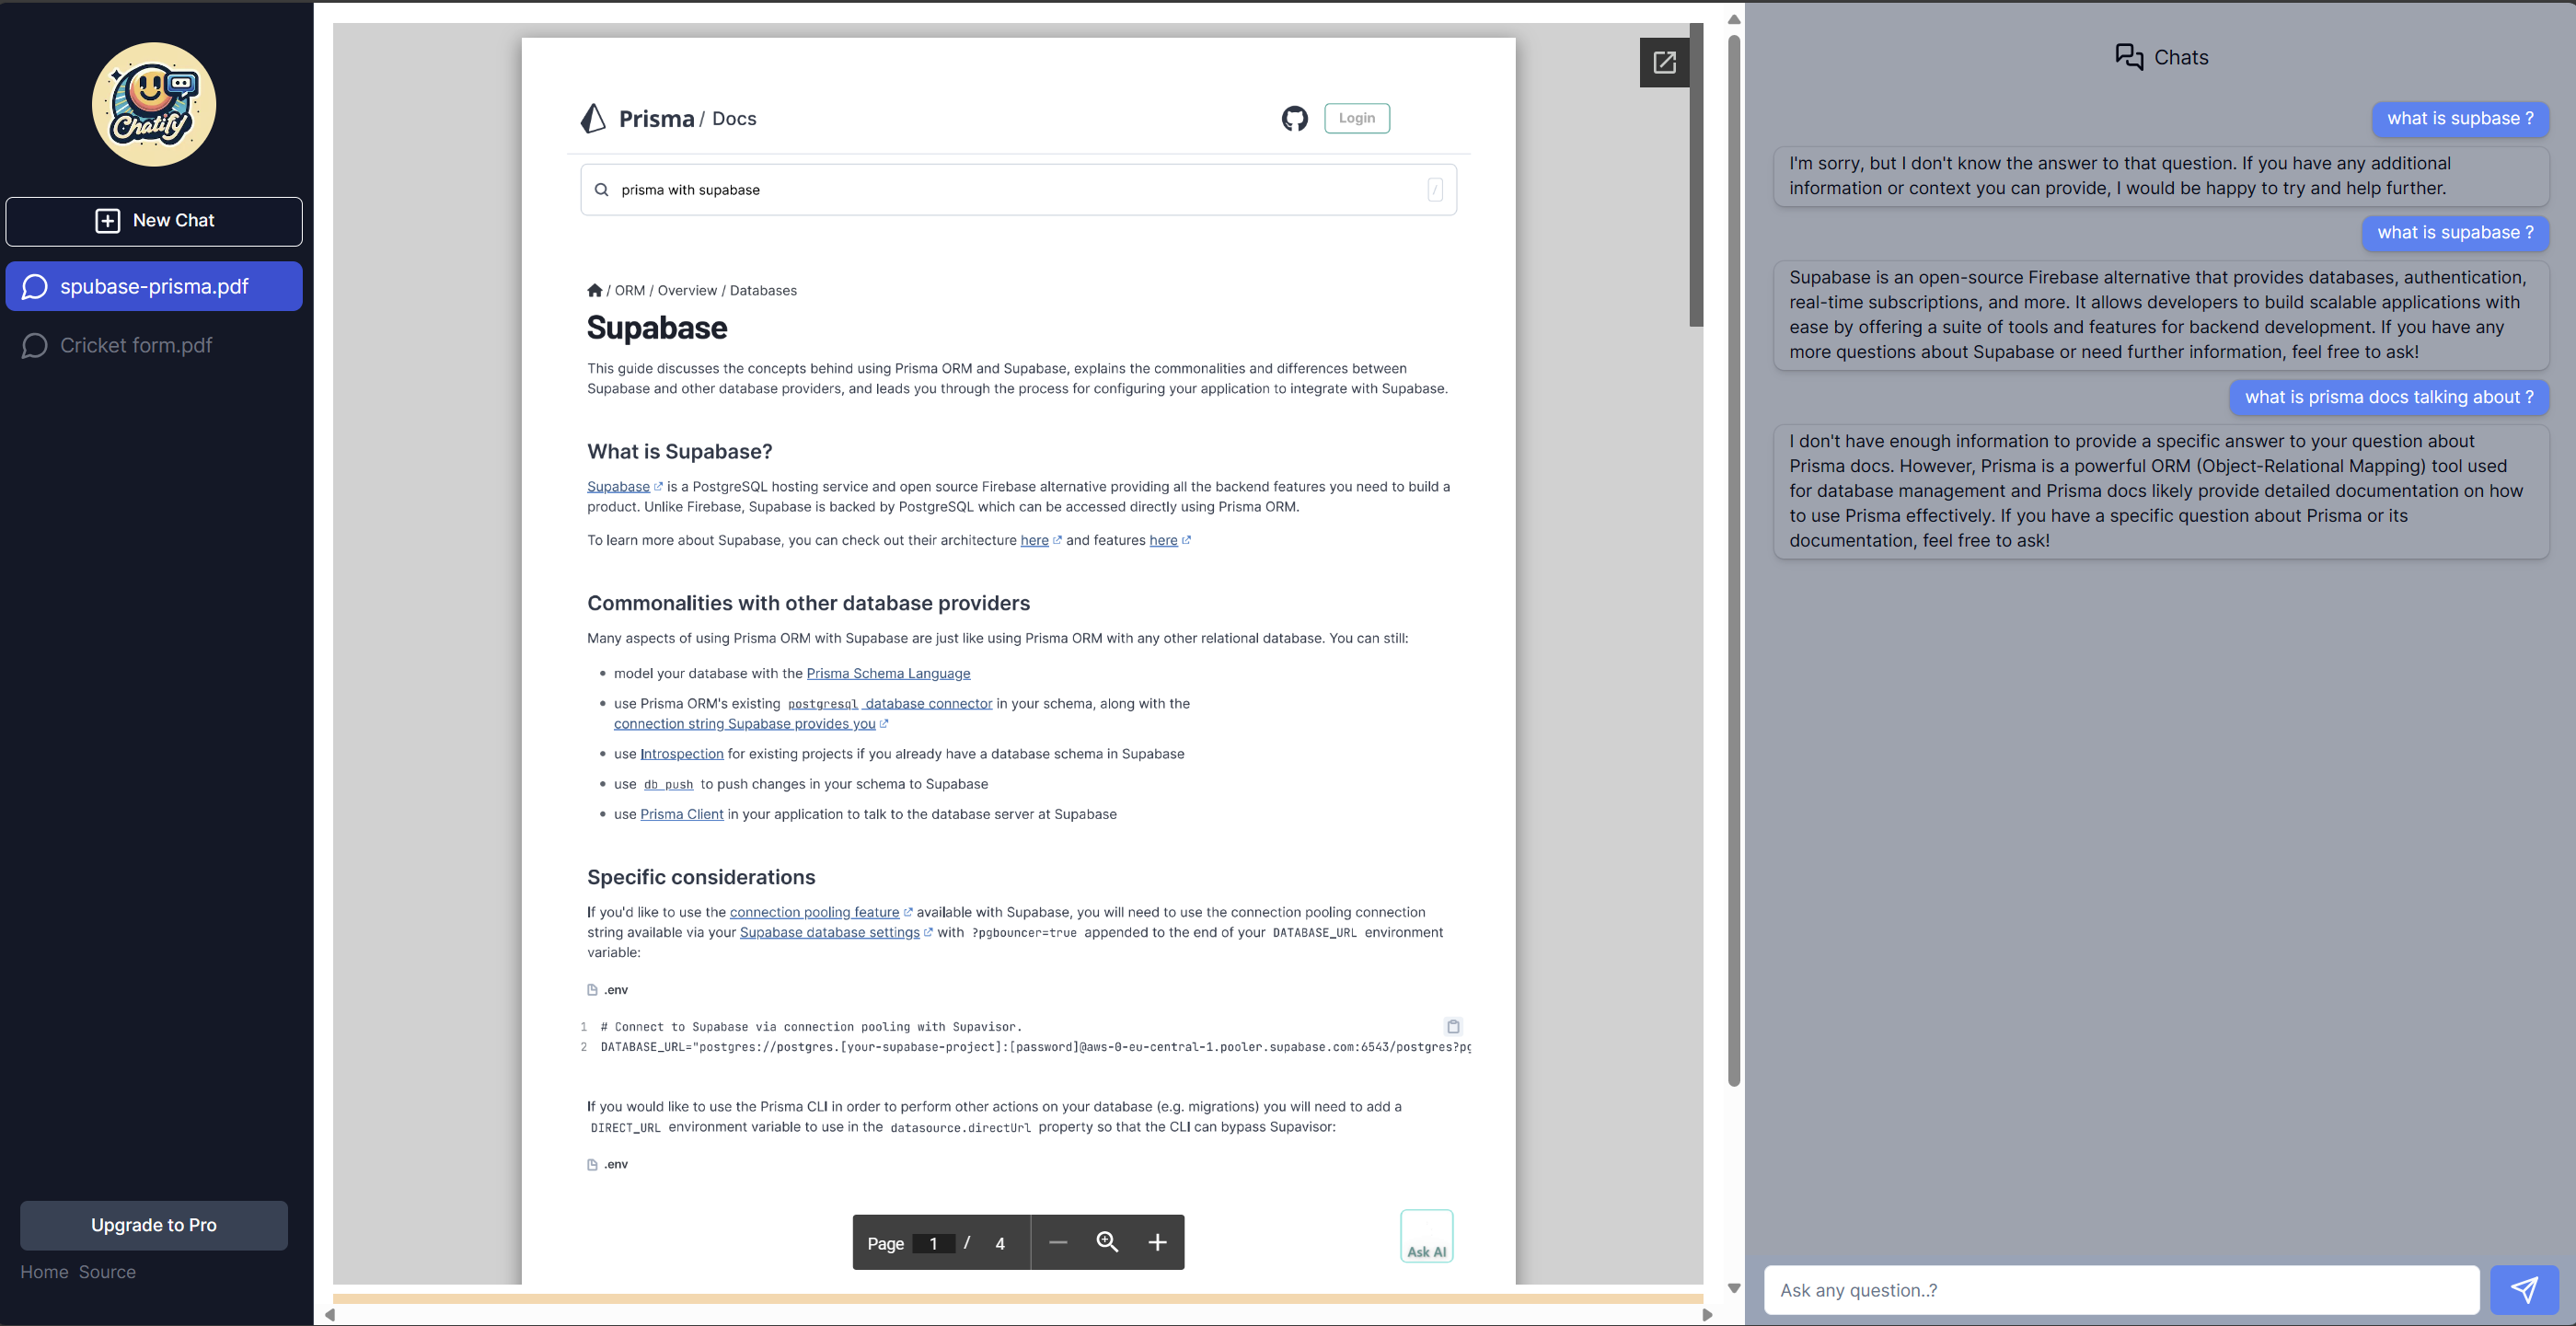 Chatify
New Chat
spubase-prisma.pdf
Cricket form.pdf
Upgrade to Pro
Home Source
Prisma / Docs
Login
prisma with supabase
/
/ ORM / Overview / Databases
Supabase
This guide discusses the concepts behind using Prisma ORM and Supabase, explains the commonalities and differences between
Supabase and other database providers, and leads you through the process for configuring your application to integrate with Supabase.
What is Supabase?
Supabase is a PostgreSQL hosting service and open source Firebase alternative providing all the backend features you need to build a
product. Unlike Firebase, Supabase is backed by PostgreSQL which can be accessed directly using Prisma ORM.
To learn more about Supabase, you can check out their architecture here and features here
Commonalities with other database providers
Many aspects of using Prisma ORM with Supabase are just like using Prisma ORM with any other relational database. You can still:
• model your database with the Prisma Schema Language
• use Prisma ORM's existing postgresql database connector in your schema, along with the
connection string Supabase provides you
• use Introspection for existing projects if you already have a database schema in Supabase
• use db push to push changes in your schema to Supabase
• use Prisma Client in your application to talk to the database server at Supabase
Specific considerations
If you'd like to use the connection pooling feature available with Supabase, you will need to use the connection pooling connection
string available via your Supabase database settings with ?pgbouncer=true appended to the end of your DATABASE_URL environment
variable:
.env
1 # Connect to Supabase via connection pooling with Supavisor.
2 DATABASE_URL="postgres://postgres.[your-supabase-project]:[password]@aws-0-eu-central-1.pooler.supabase.com:6543/postgres?pg
If you would like to use the Prisma CLI in order to perform other actions on your database (e.g. migrations) you will need to add a
DIRECT_URL environment variable to use in the datasource.directUrl property so that the CLI can bypass Supavisor:
.env
Page 1 / 4
Ask AI
Chats
what is supbase ?
I'm sorry, but I don't know the answer to that question. If you have any additional
information or context you can provide, I would be happy to try and help further.
what is supabase ?
Supabase is an open-source Firebase alternative that provides databases, authentication,
real-time subscriptions, and more. It allows developers to build scalable applications with
ease by offering a suite of tools and features for backend development. If you have any
more questions about Supabase or need further information, feel free to ask!
what is prisma docs talking about ?
I don't have enough information to provide a specific answer to your question about
Prisma docs. However, Prisma is a powerful ORM (Object-Relational Mapping) tool used
for database management and Prisma docs likely provide detailed documentation on how
to use Prisma effectively. If you have a specific question about Prisma or its
documentation, feel free to ask!
Ask any question..?